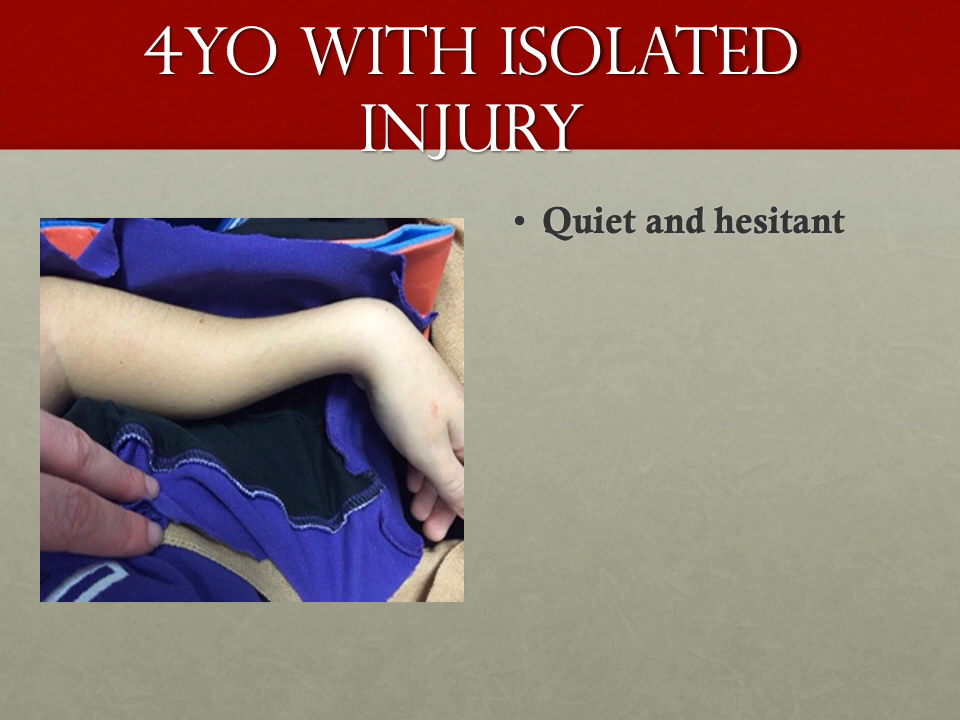 4yo with isolated
injury
• Quiet and hesitant